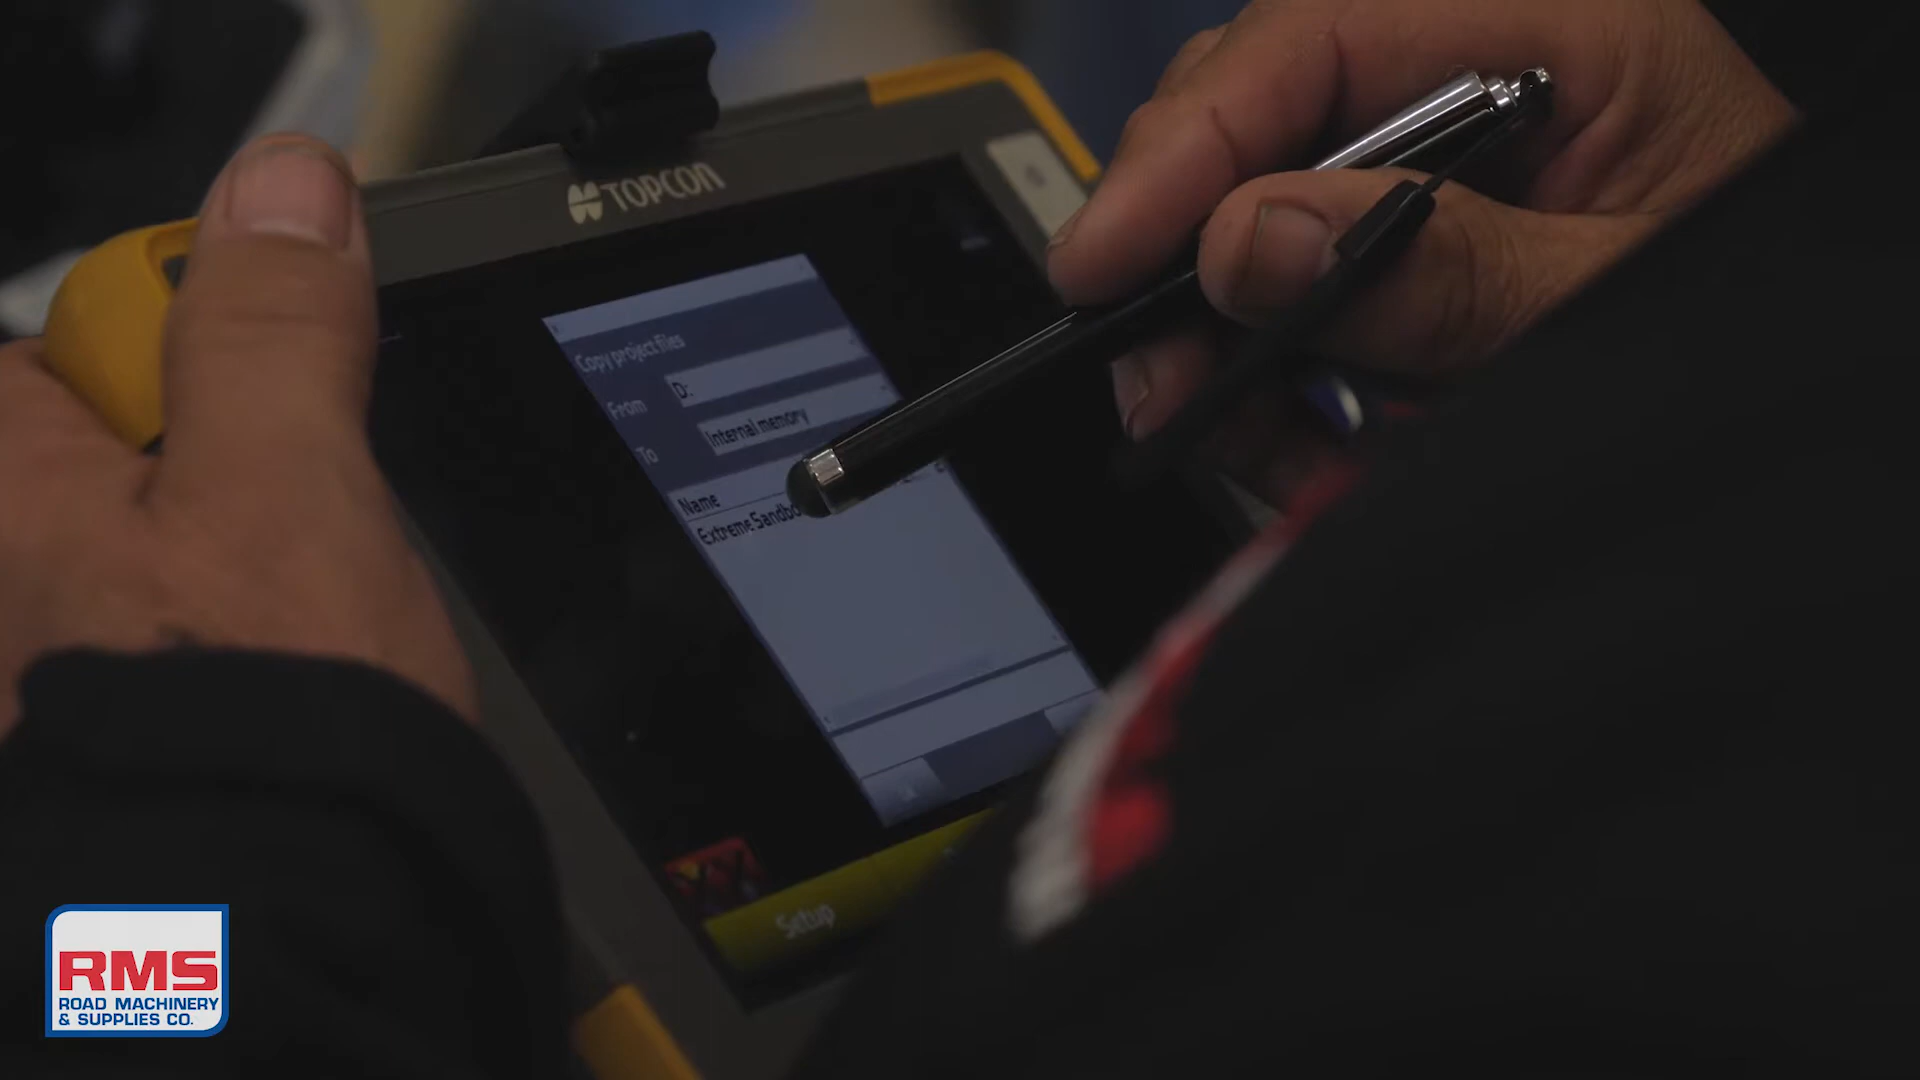 TOPCON
Copy project files
From
D:
To
Internal memory
Name
Extreme Sandbo
Setup
RMS
ROAD MACHINERY
& SUPPLIES CO.